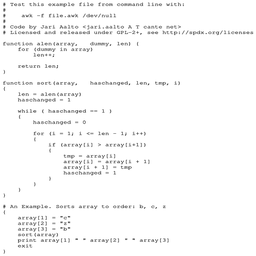 # Test this example file from command line with:
#
#     awk -f file.awk /dev/null
#
# Code by Jari Aalto <jari.aalto A T cante net>
# Licensed and released under GPL-2+, see http://spdx.org/licenses
function alen(array,   dummy, len) {
    for (dummy in array)
        len++;
    return len;
}
function sort(array,   haschanged, len, tmp, i)
{
    len = alen(array)
    haschanged = 1
    while ( haschanged == 1 )
    {
        haschanged = 0
        for (i = 1; i <= len - 1; i++)
        {
            if (array[i] > array[i+1])
            {
                tmp = array[i]
                array[i] = array[i + 1]
                array[i + 1] = tmp
                haschanged = 1
            }
        }
    }
}
# An Example. Sorts array to order: b, c, z
{
    array[1] = "c"
    array[2] = "z"
    array[3] = "b"
    sort(array)
    print array[1] " " array[2] " " array[3]
    exit
}